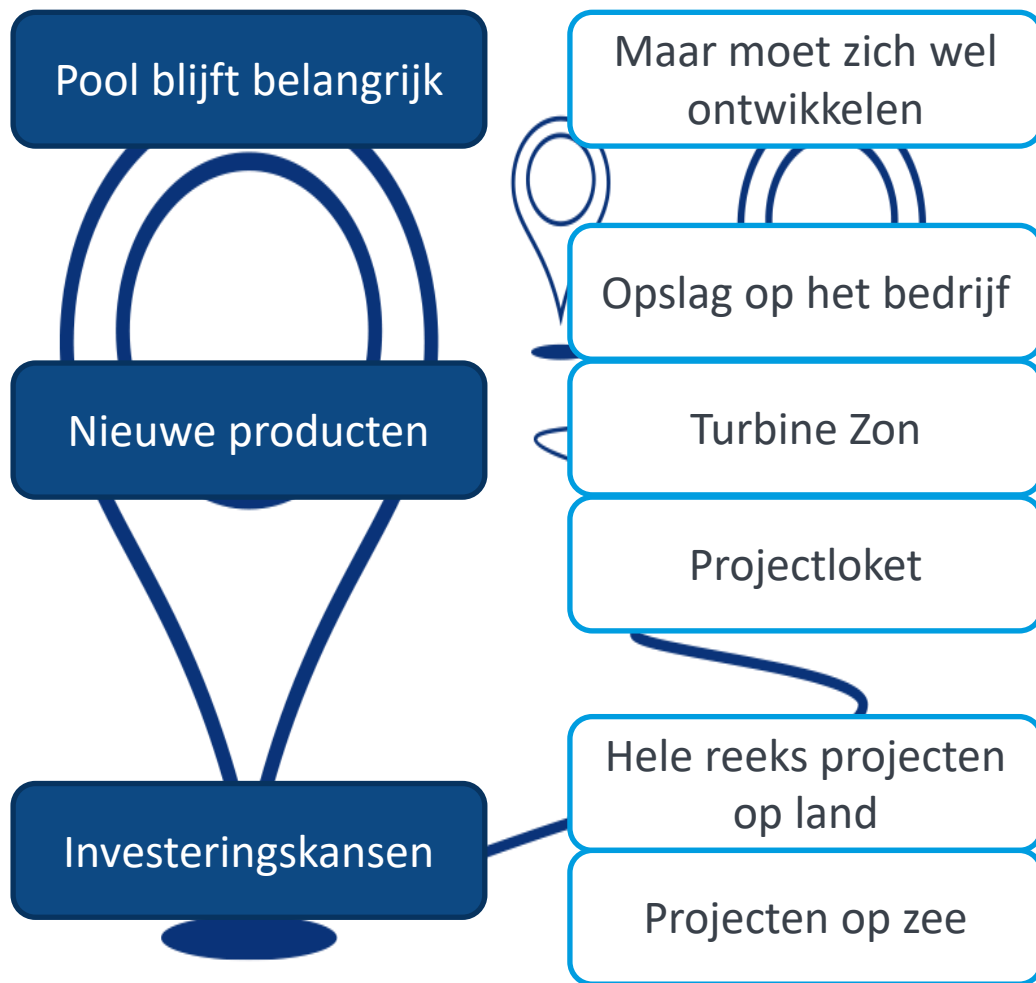 Pool blijft belangrijk
Maar moet zich wel
ontwikkelen
Nieuwe producten
Opslag op het bedrijf
Turbine Zon
Projectloket
Investeringskansen
Hele reeks projecten
op land
Projecten op zee